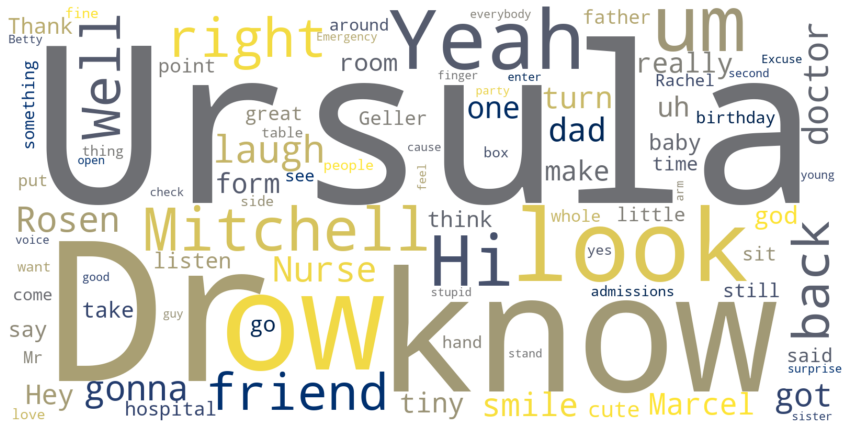 Thank
fine
Betty
something
Well
right
around
Emergency
Yeah
everybody
father
um
Excuse
doctor
Ursula
point
room
finger
enter
really
Rachel
second
party
one
turn
uh
birthday
dad
great
Geller
table
thing
open
laugh
cause
box
baby
time
people
put
form
see
feel
make
arm
young
check
side
Rosen
Mitchell
think
whole
little
god
voice
listen
Hi
look
yes
sit
back
want
good
Nurse
Dr
know
come
take
stupid
admissions
still
say
guy
ow
go
hand
stand
said
Mr
surprise
Hey
gonna
friend
tiny
smile
cute
Marcel
got
love
hospital
sister